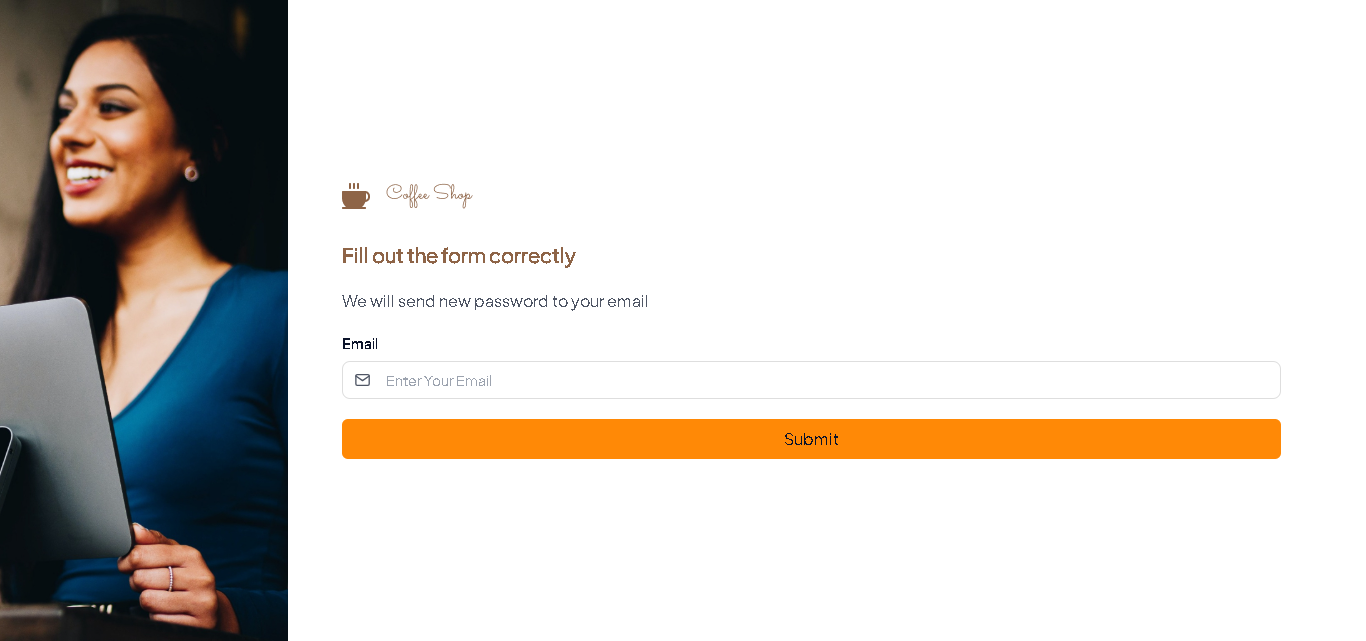 Coffee Shop
Fill out the form correctly
We will send new password to your email
Email
Enter Your Email
Submit